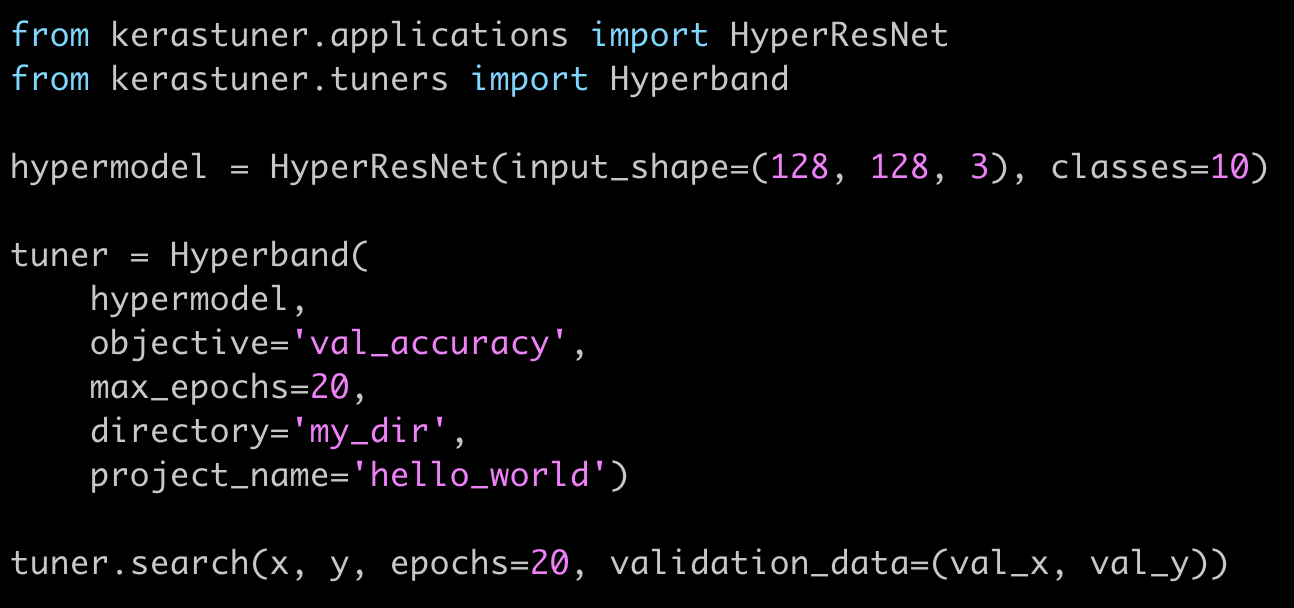 from kerastuner.applications import HyperResNet
from kerastuner.tuners import Hyperband
hypermodel = HyperResNet(input_shape=(128, 128, 3), classes=10)
tuner = Hyperband(
    hypermodel,
    objective='val_accuracy',
    max_epochs=20,
    directory='my_dir',
    project_name='hello_world')
tuner.search(x, y, epochs=20, validation_data=(val_x, val_y))